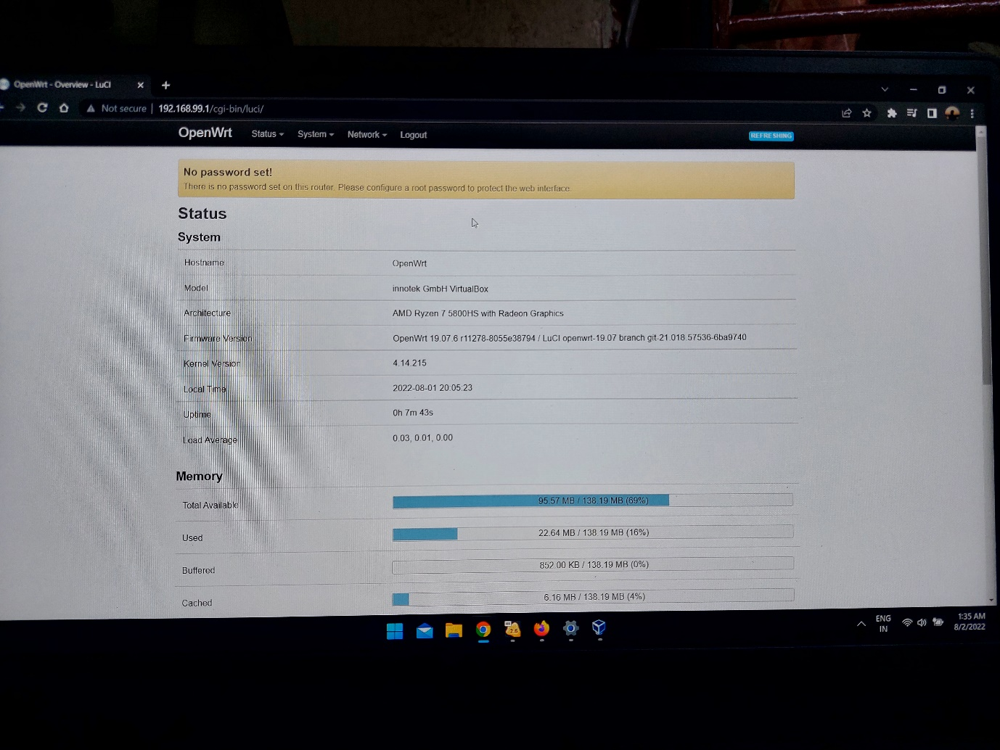 OpenWrt - Overview - LuCI
Not secure | 192.168.99.1/cgi-bin/luci/
OpenWrt Status System Network Logout REFRESHING
No password set!
There is no password set on this router. Please configure a root password to protect the web interface.
Status
System
Hostname OpenWrt
Model innotek GmbH VirtualBox
Architecture AMD Ryzen 7 5800HS with Radeon Graphics
Firmware Version OpenWrt 19.07.6 r11278-8055e38794 / LuCI openwrt-19.07 branch git-21.018.57536-6ba9740
Kernel Version 4.14.215
Local Time 2022-08-01 20:05:23
Uptime 0h 7m 43s
Load Average 0.03, 0.01, 0.00
Memory
Total Available 95.57 MB / 138.19 MB (69%)
Used 22.64 MB / 138.19 MB (16%)
Buffered 852.00 KB / 138.19 MB (0%)
Cached 6.16 MB / 138.19 MB (4%)
ENG 1:35 AM
IN 8/2/2022